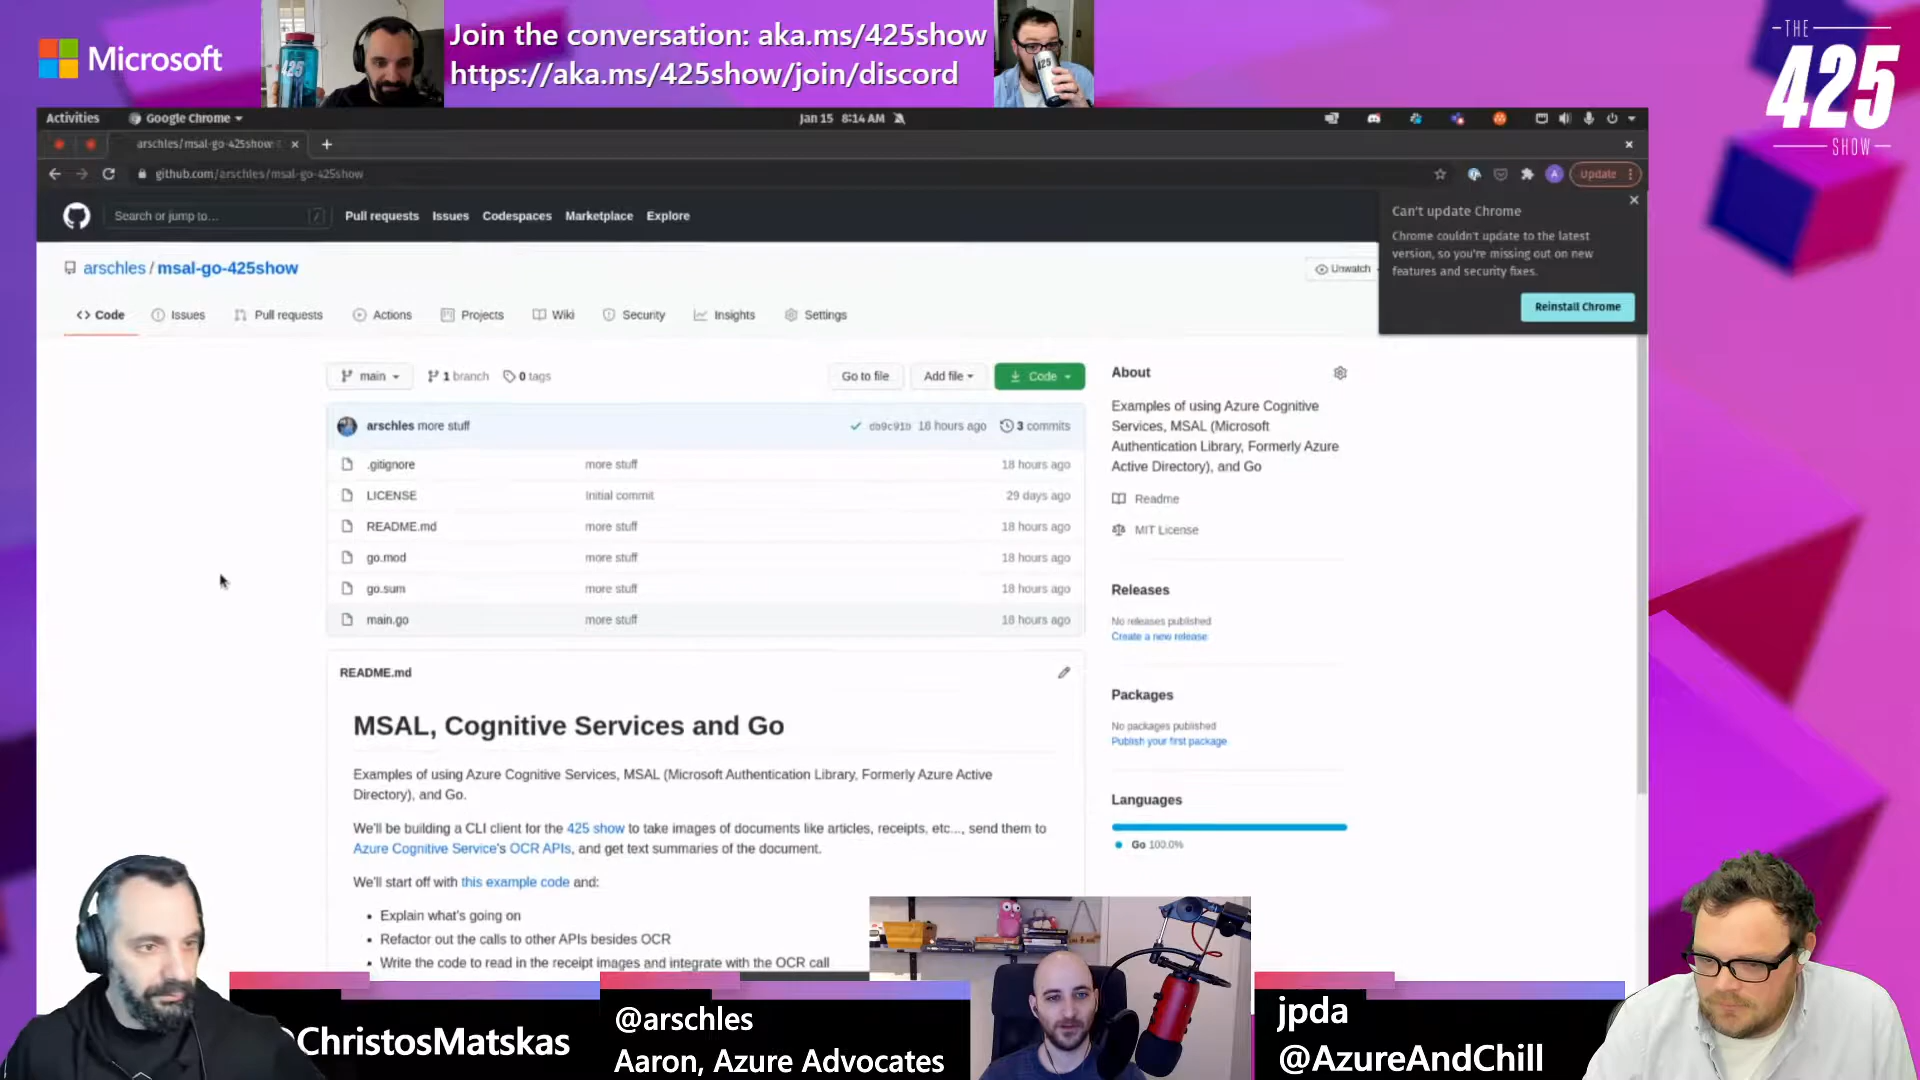 Microsoft
425
Join the conversation: aka.ms/425show
https://aka.ms/425show/join/discord
425
THE
425
SHOW
Activities
Google Chrome
Jan 15 8:14 AM
arschles/msal-go-425show:
github.com/arschles/msal-go-425show
A
Update
Search or jump to...
/
Pull requests
Issues
Codespaces
Marketplace
Explore
Can't update Chrome
Chrome couldn't update to the latest
version, so you're missing out on new
features and security fixes.
Reinstall Chrome
arschles / msal-go-425show
Unwatch
Code
Issues
Pull requests
Actions
Projects
Wiki
Security
Insights
Settings
main
1 branch
0 tags
Go to file
Add file
Code
arschles more stuff
db9c91b 18 hours ago
3 commits
.gitignore more stuff 18 hours ago
LICENSE Initial commit 29 days ago
README.md more stuff 18 hours ago
go.mod more stuff 18 hours ago
go.sum more stuff 18 hours ago
main.go more stuff 18 hours ago
About
Examples of using Azure Cognitive
Services, MSAL (Microsoft
Authentication Library, Formerly Azure
Active Directory), and Go
Readme
MIT License
Releases
No releases published
Create a new release
Packages
No packages published
Publish your first package
Languages
Go 100.0%
README.md
MSAL, Cognitive Services and Go
Examples of using Azure Cognitive Services, MSAL (Microsoft Authentication Library, Formerly Azure Active
Directory), and Go.
We'll be building a CLI client for the 425 show to take images of documents like articles, receipts, etc..., send them to
Azure Cognitive Service's OCR APIs, and get text summaries of the document.
We'll start off with this example code and:
• Explain what's going on
• Refactor out the calls to other APIs besides OCR
• Write the code to read in the receipt images and integrate with the OCR call
@ChristosMatskas
@arschles
Aaron, Azure Advocates
jpda
@AzureAndChill